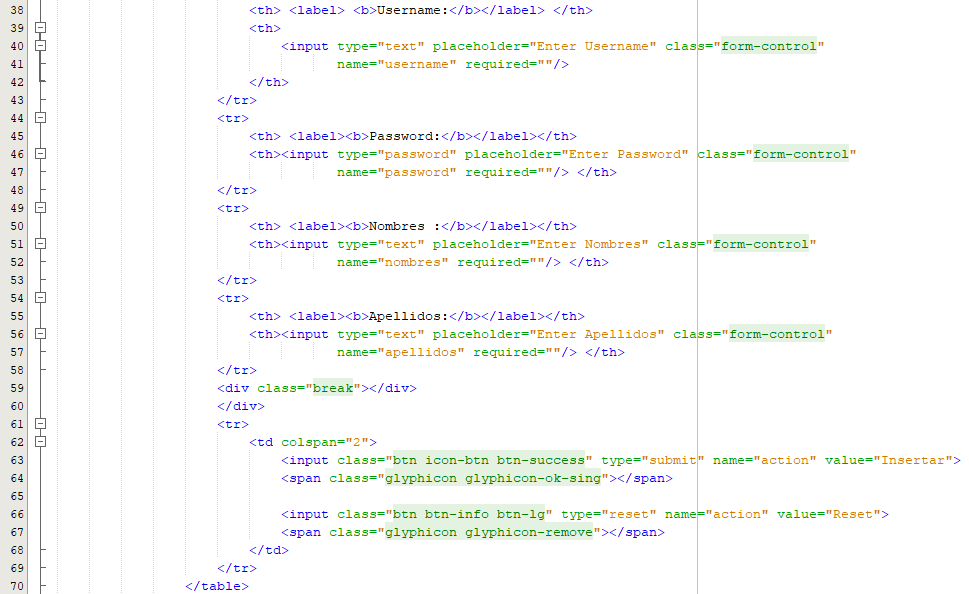 38 <th> <label> <b>Username:</b></label> </th>
39 <th>
40 <input type="text" placeholder="Enter Username" class="form-control"
41 name="username" required=""/>
42 </th>
43 </tr>
44 <tr>
45 <th> <label><b>Password:</b></label></th>
46 <th><input type="password" placeholder="Enter Password" class="form-control"
47 name="password" required=""/> </th>
48 </tr>
49 <tr>
50 <th> <label><b>Nombres :</b></label></th>
51 <th><input type="text" placeholder="Enter Nombres" class="form-control"
52 name="nombres" required=""/> </th>
53 </tr>
54 <tr>
55 <th> <label><b>Apellidos:</b></label></th>
56 <th><input type="text" placeholder="Enter Apellidos" class="form-control"
57 name="apellidos" required=""/> </th>
58 </tr>
59 <div class="break"></div>
60 </div>
61 <tr>
62 <td colspan="2">
63 <input class="btn icon-btn btn-success" type="submit" name="action" value="Insertar">
64 <span class="glyphicon glyphicon-ok-sing"></span>
65
66 <input class="btn btn-info btn-lg" type="reset" name="action" value="Reset">
67 <span class="glyphicon glyphicon-remove"></span>
68 </td>
69 </tr>
70 </table>